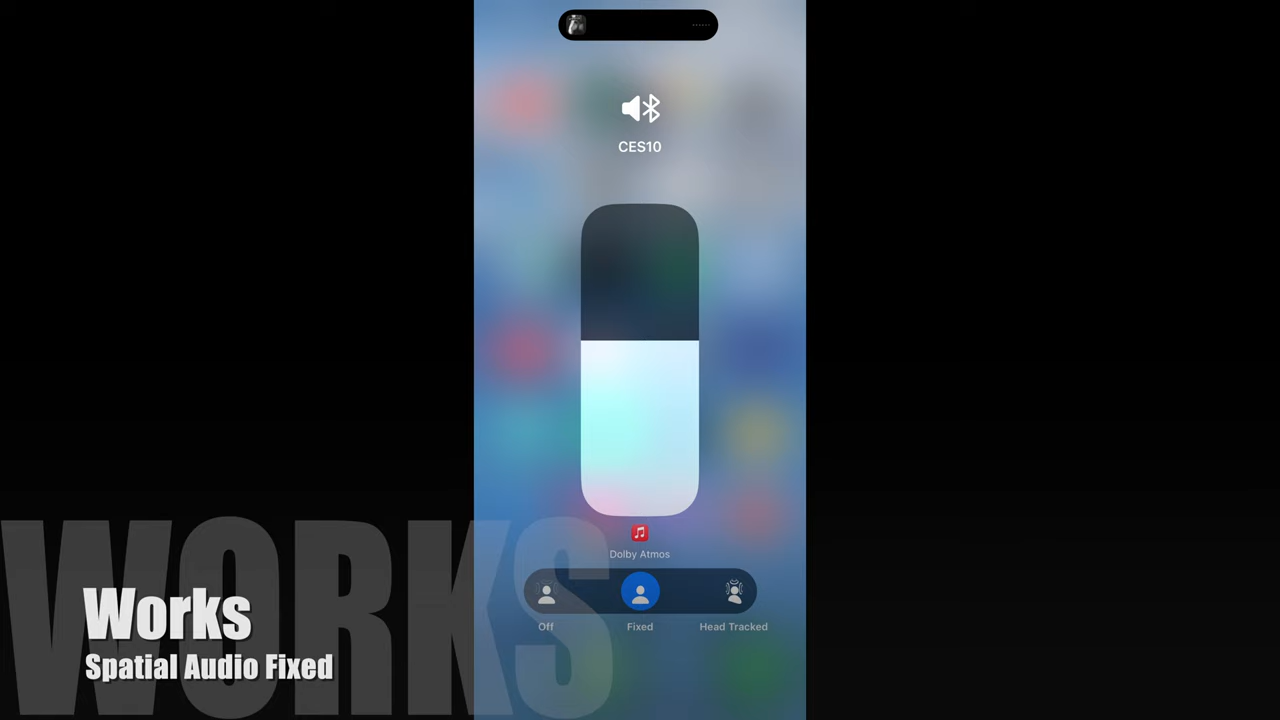 CES10
Dolby Atmos
Off
Fixed
Head Tracked
WORKS
Works
Spatial Audio Fixed